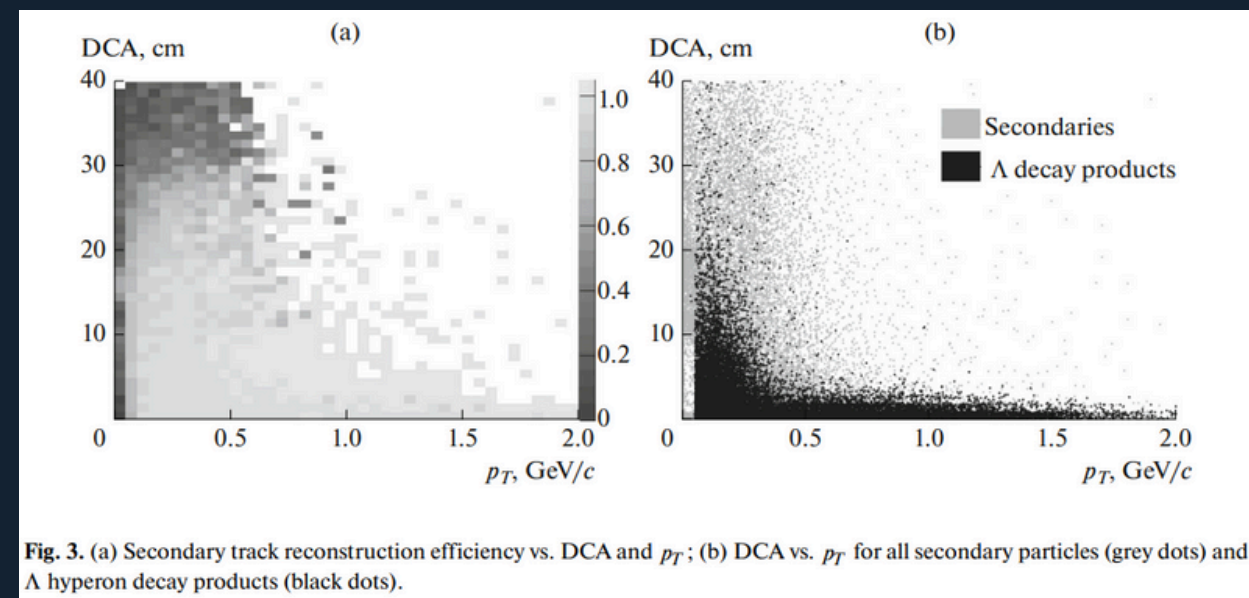 (a)
DCA, cm
40
30
20
10
0
0.5
1.0
1.5
2.0
p_T, GeV/c
1.0
0.8
0.6
0.4
0.2
0
(b)
DCA, cm
40
30
20
10
0
0.5
1.0
1.5
2.0
p_T, GeV/c
Secondaries
Λ decay products
Fig. 3. (a) Secondary track reconstruction efficiency vs. DCA and p_T; (b) DCA vs. p_T for all secondary particles (grey dots) and
Λ hyperon decay products (black dots).